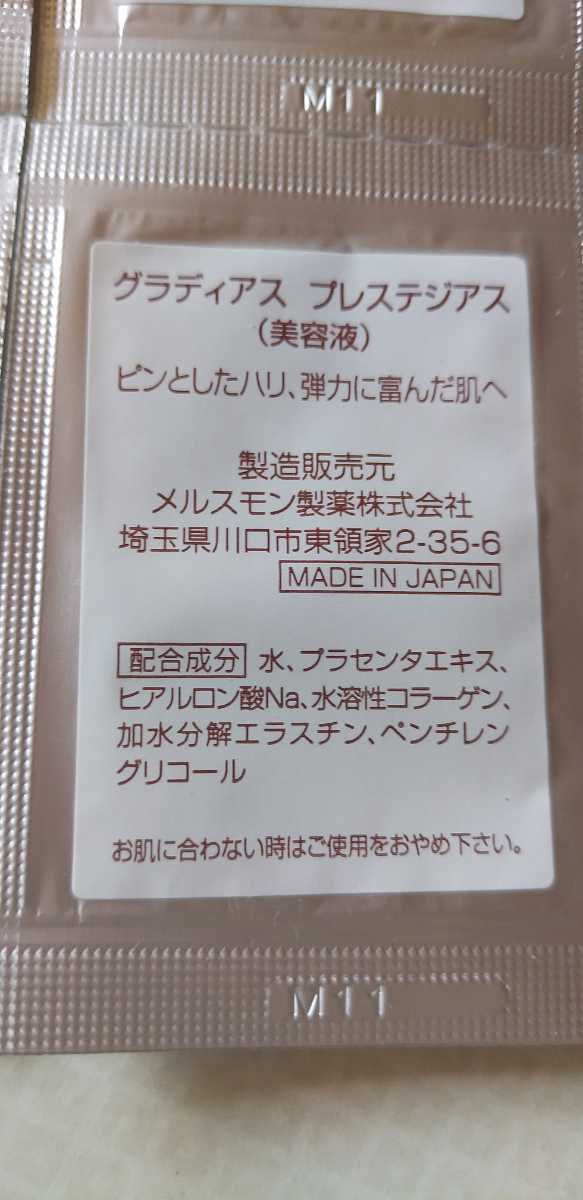 M11
グラディアス プレステジアス
(美容液)
ピンとしたハリ、弾力に富んだ肌へ
製造販売元
メルスモン製薬株式会社
埼玉県川口市東領家2-35-6
MADE IN JAPAN
配合成分 水、プラセンタエキス、
ヒアルロン酸Na、水溶性コラーゲン、
加水分解エラスチン、ペンチレン
グリコール
お肌に合わない時はご使用をおやめ下さい。
M11